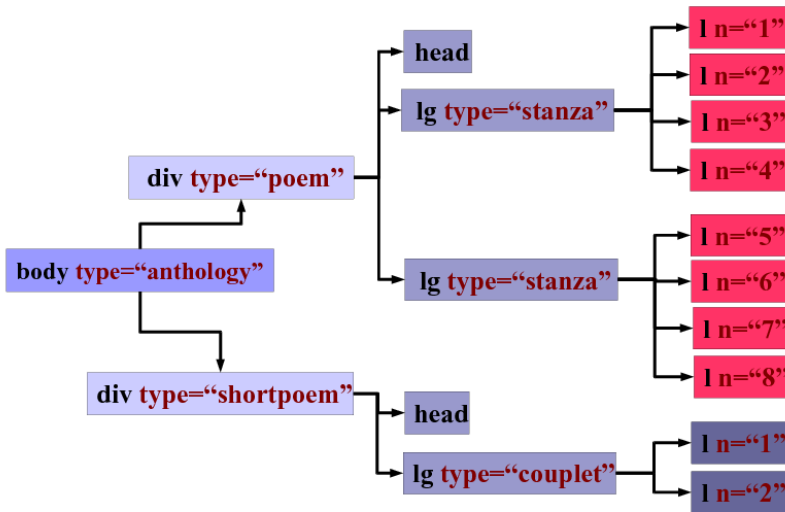 l n=“1”
head
l n=“2”
lg type=“stanza”
l n=“3”
l n=“4”
div type=“poem”
l n=“5”
body type=“anthology”
lg type=“stanza”
l n=“6”
l n=“7”
l n=“8”
div type=“shortpoem”
head
l n=“1”
lg type=“couplet”
l n=“2”